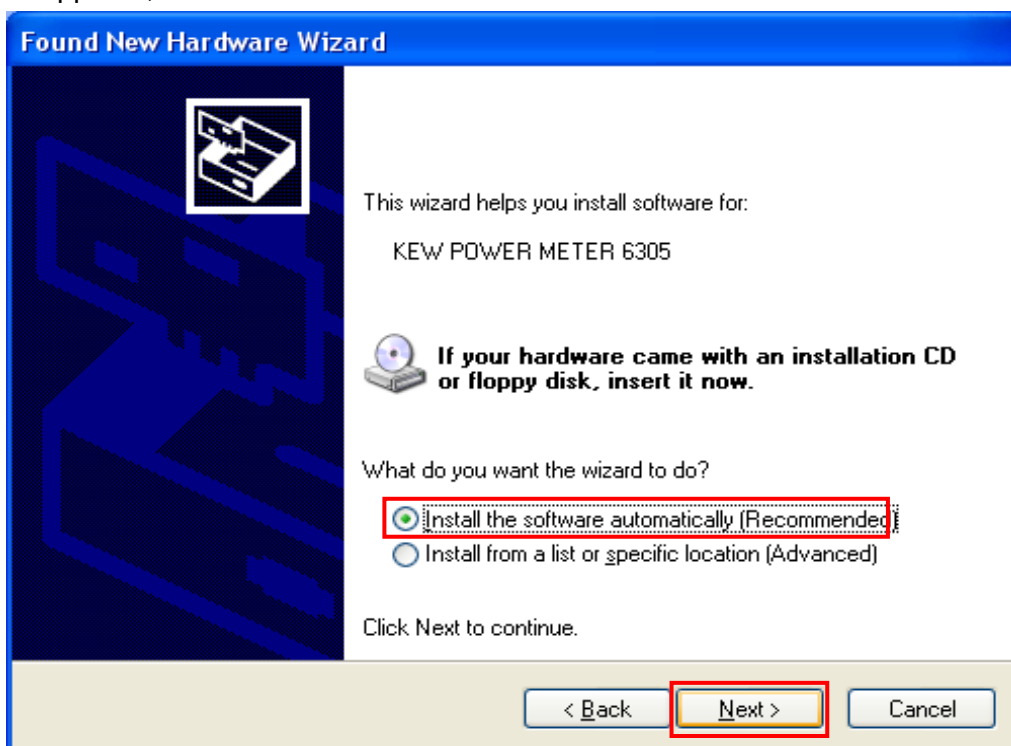 Found New Hardware Wizard
This wizard helps you install software for:
KEW POWER METER 6305
If your hardware came with an installation CD
or floppy disk, insert it now.
What do you want the wizard to do?
Install the software automatically (Recommended)
Install from a list or specific location (Advanced)
Click Next to continue.
< Back
Next >
Cancel